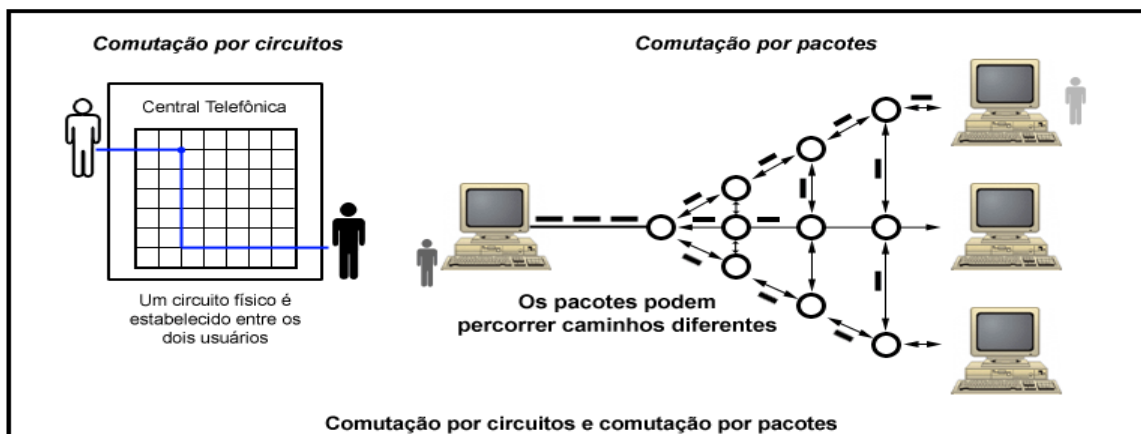 Comutação por circuitos
Central Telefônica
Um circuito físico é
estabelecido entre os
dois usuários
Comutação por pacotes
Os pacotes podem
percorrer caminhos diferentes
Comutação por circuitos e comutação por pacotes